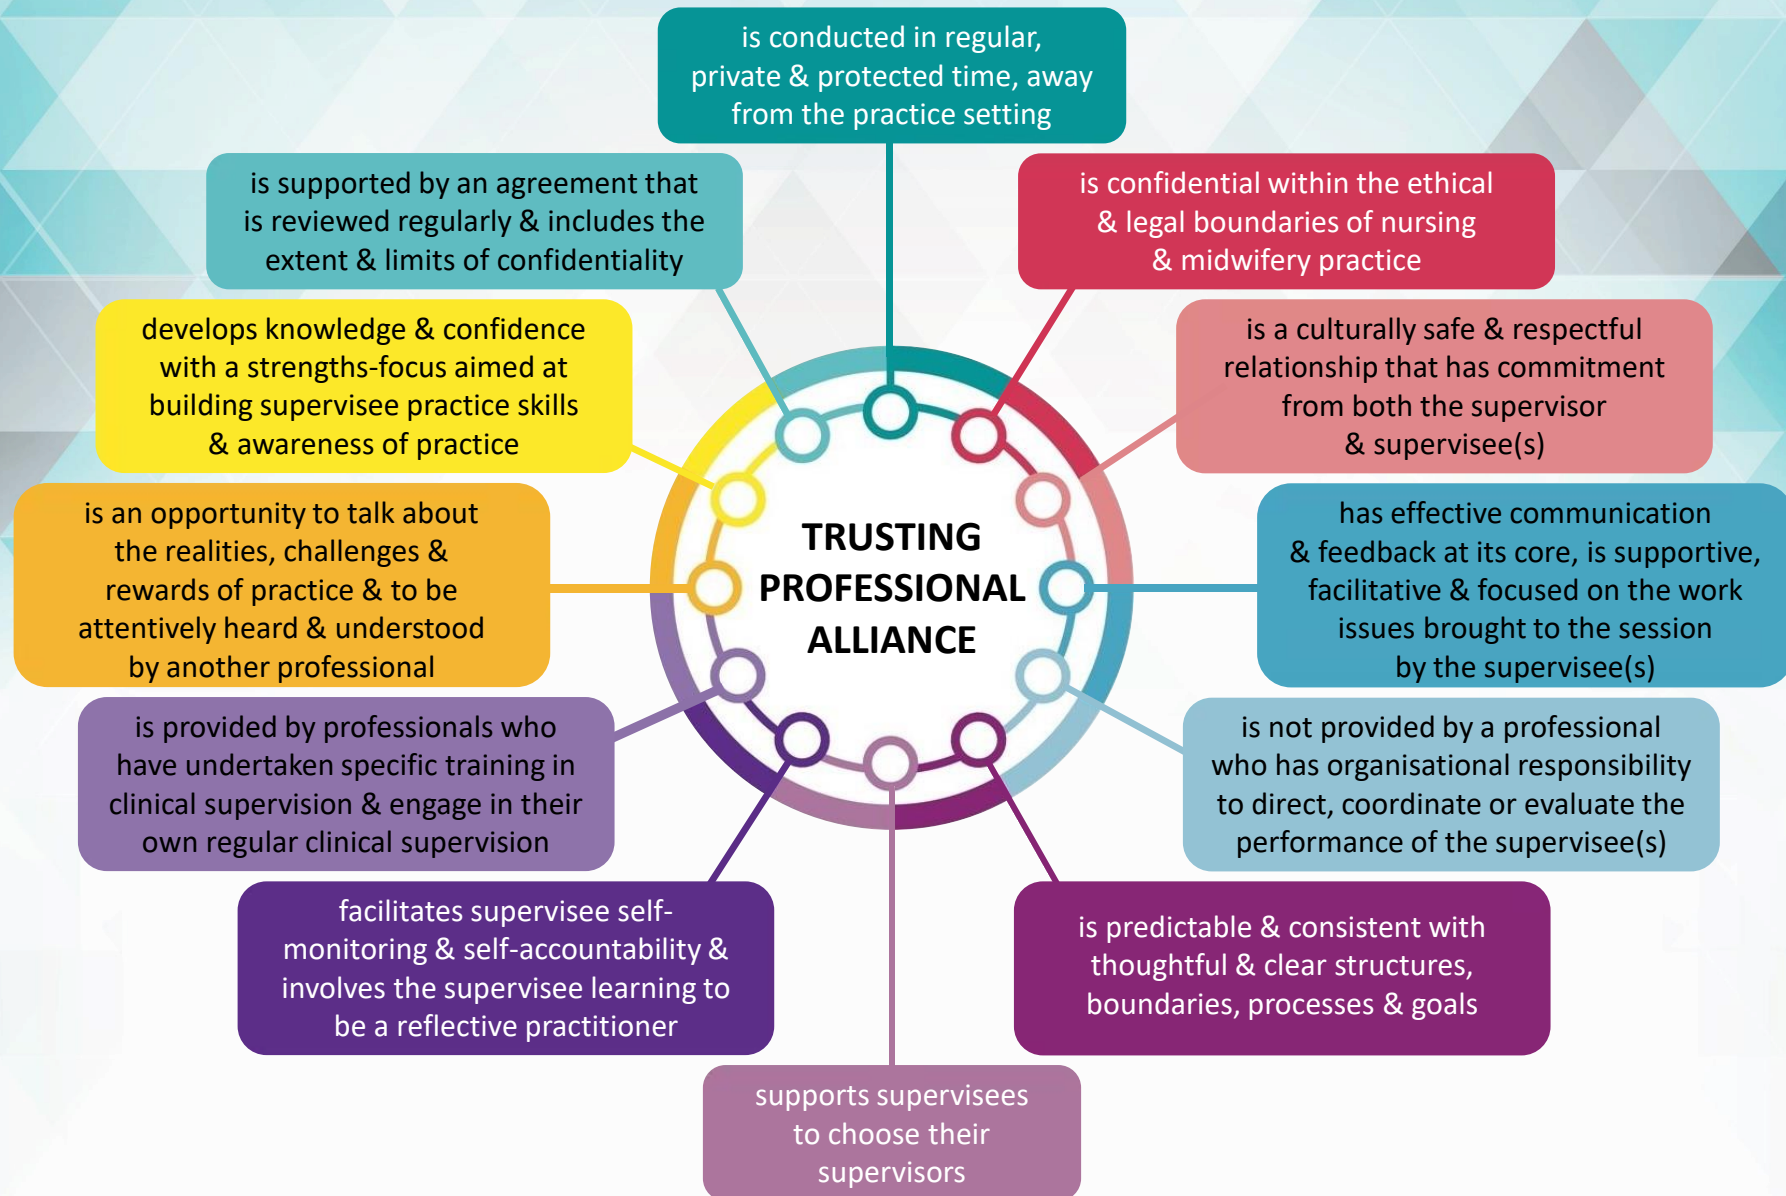 is conducted in regular,
private & protected time, away
from the practice setting
is supported by an agreement that
is reviewed regularly & includes the
extent & limits of confidentiality
is confidential within the ethical
& legal boundaries of nursing
& midwifery practice
develops knowledge & confidence
with a strengths-focus aimed at
building supervisee practice skills
& awareness of practice
is a culturally safe & respectful
relationship that has commitment
from both the supervisor
& supervisee(s)
is an opportunity to talk about
the realities, challenges &
rewards of practice & to be
attentively heard & understood
by another professional
TRUSTING
PROFESSIONAL
ALLIANCE
has effective communication
& feedback at its core, is supportive,
facilitative & focused on the work
issues brought to the session
by the supervisee(s)
is provided by professionals who
have undertaken specific training in
clinical supervision & engage in their
own regular clinical supervision
is not provided by a professional
who has organisational responsibility
to direct, coordinate or evaluate the
performance of the supervisee(s)
facilitates supervisee self-
monitoring & self-accountability &
involves the supervisee learning to
be a reflective practitioner
is predictable & consistent with
thoughtful & clear structures,
boundaries, processes & goals
supports supervisees
to choose their
supervisors